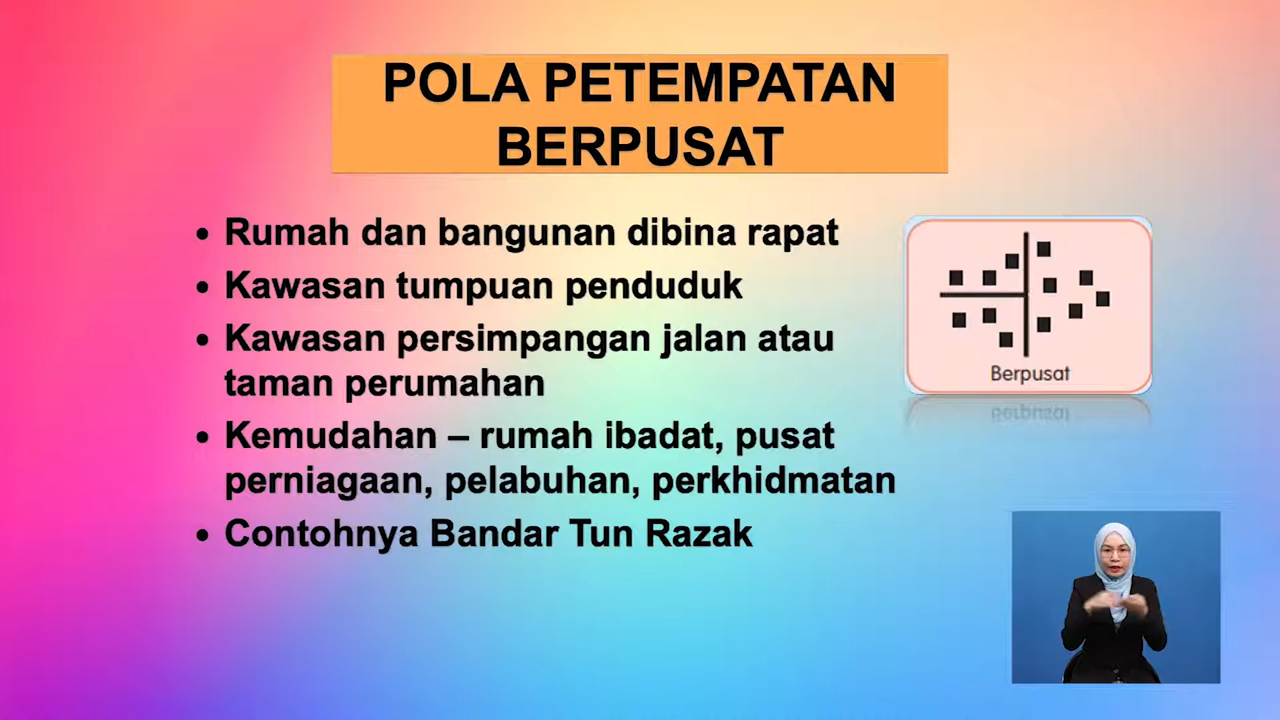 POLA PETEMPATAN
BERPUSAT
• Rumah dan bangunan dibina rapat
• Kawasan tumpuan penduduk
• Kawasan persimpangan jalan atau
taman perumahan
• Kemudahan – rumah ibadat, pusat
perniagaan, pelabuhan, perkhidmatan
• Contohnya Bandar Tun Razak
Berpusat